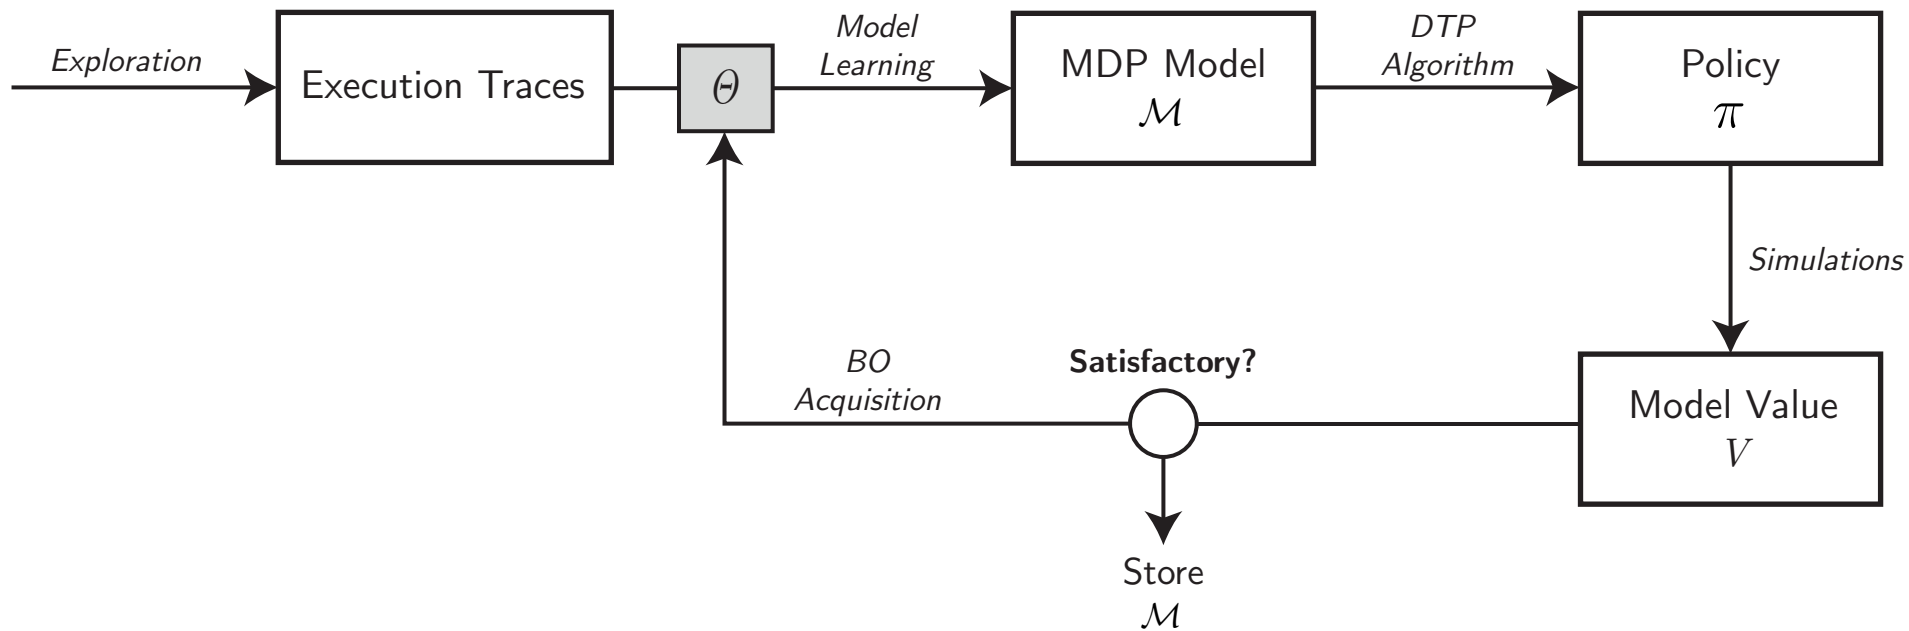 Exploration
Execution Traces
Θ
Model
Learning
MDP Model
ℳ
DTP
Algorithm
Policy
π
Simulations
BO
Acquisition
Satisfactory?
Model Value
V
Store
ℳ